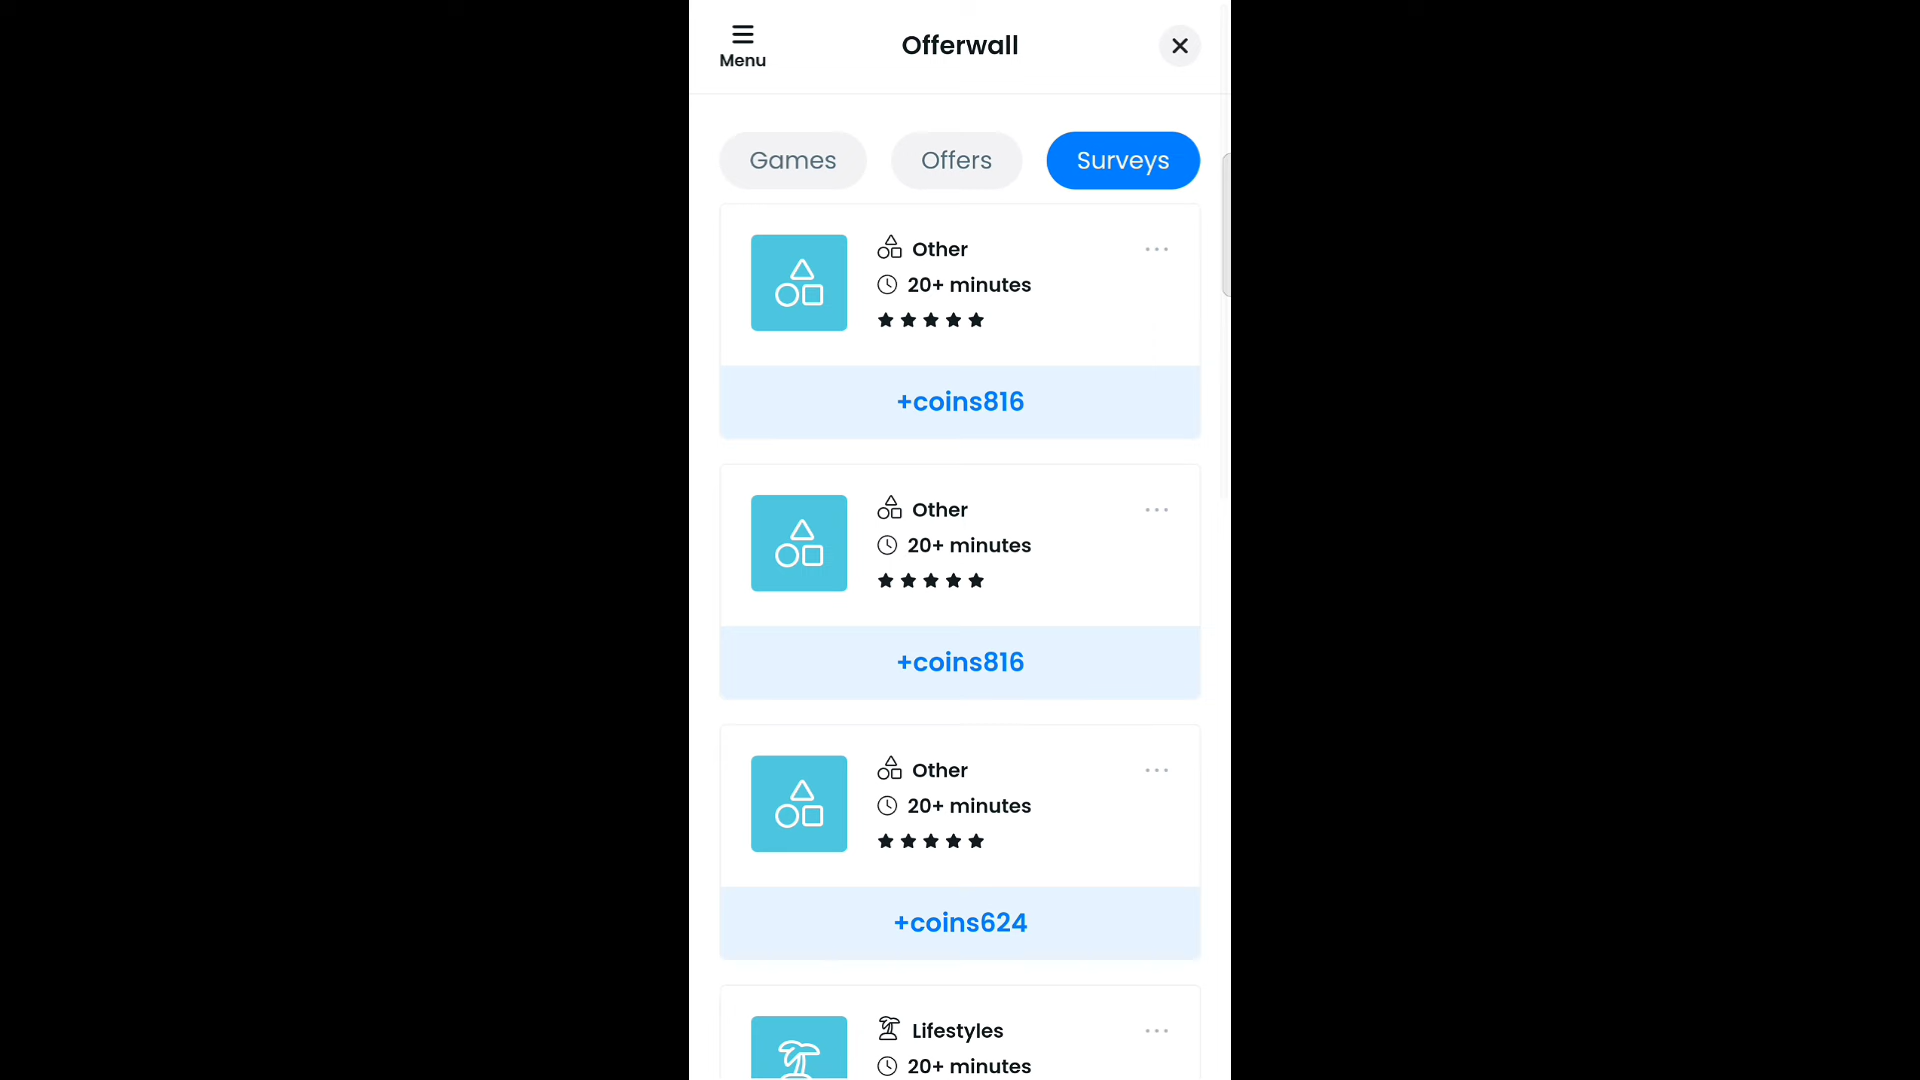 Menu
Offerwall
Games
Offers
Surveys
Other
20+ minutes
+coins816
Other
20+ minutes
+coins816
Other
20+ minutes
+coins624
Lifestyles
20+ minutes